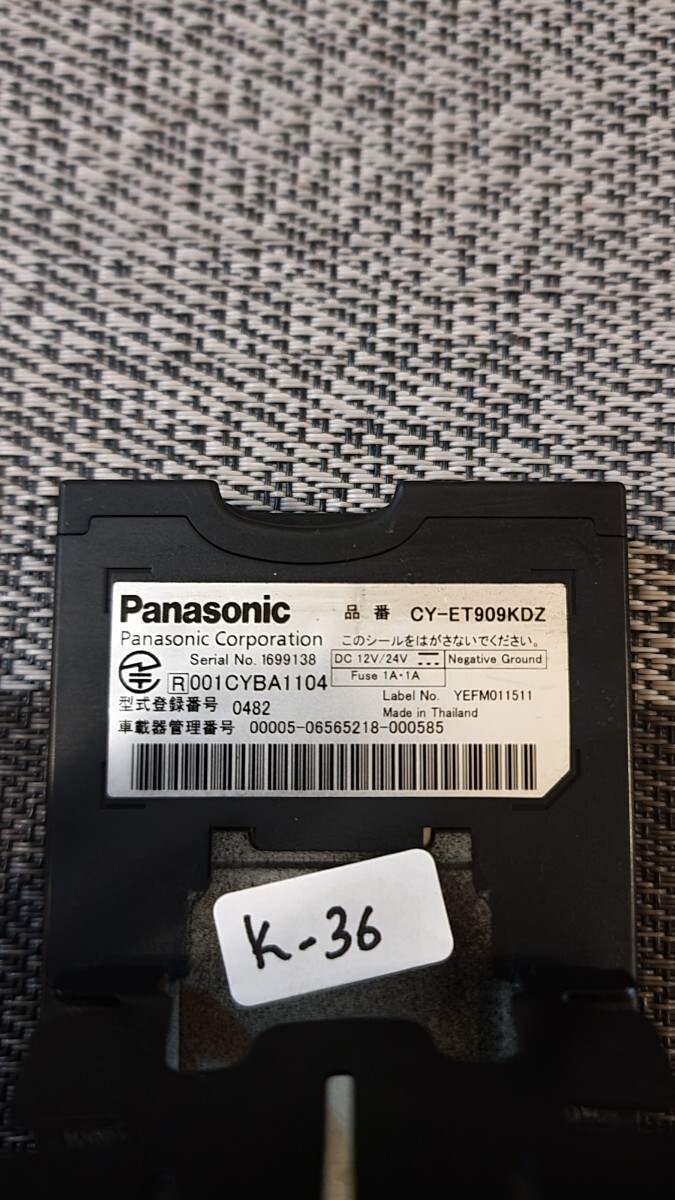 Panasonic 品番 CY-ET909KDZ
Panasonic Corporation このシールをはがさないでください。
Serial No. 1699138 DC 12V/24V Negative Ground
Fuse 1A・1A
R 001CYBA1104
Label No. YEFM011511
型式登録番号 0482
Made in Thailand
車載器管理番号 00005-06565218-000585
K-36